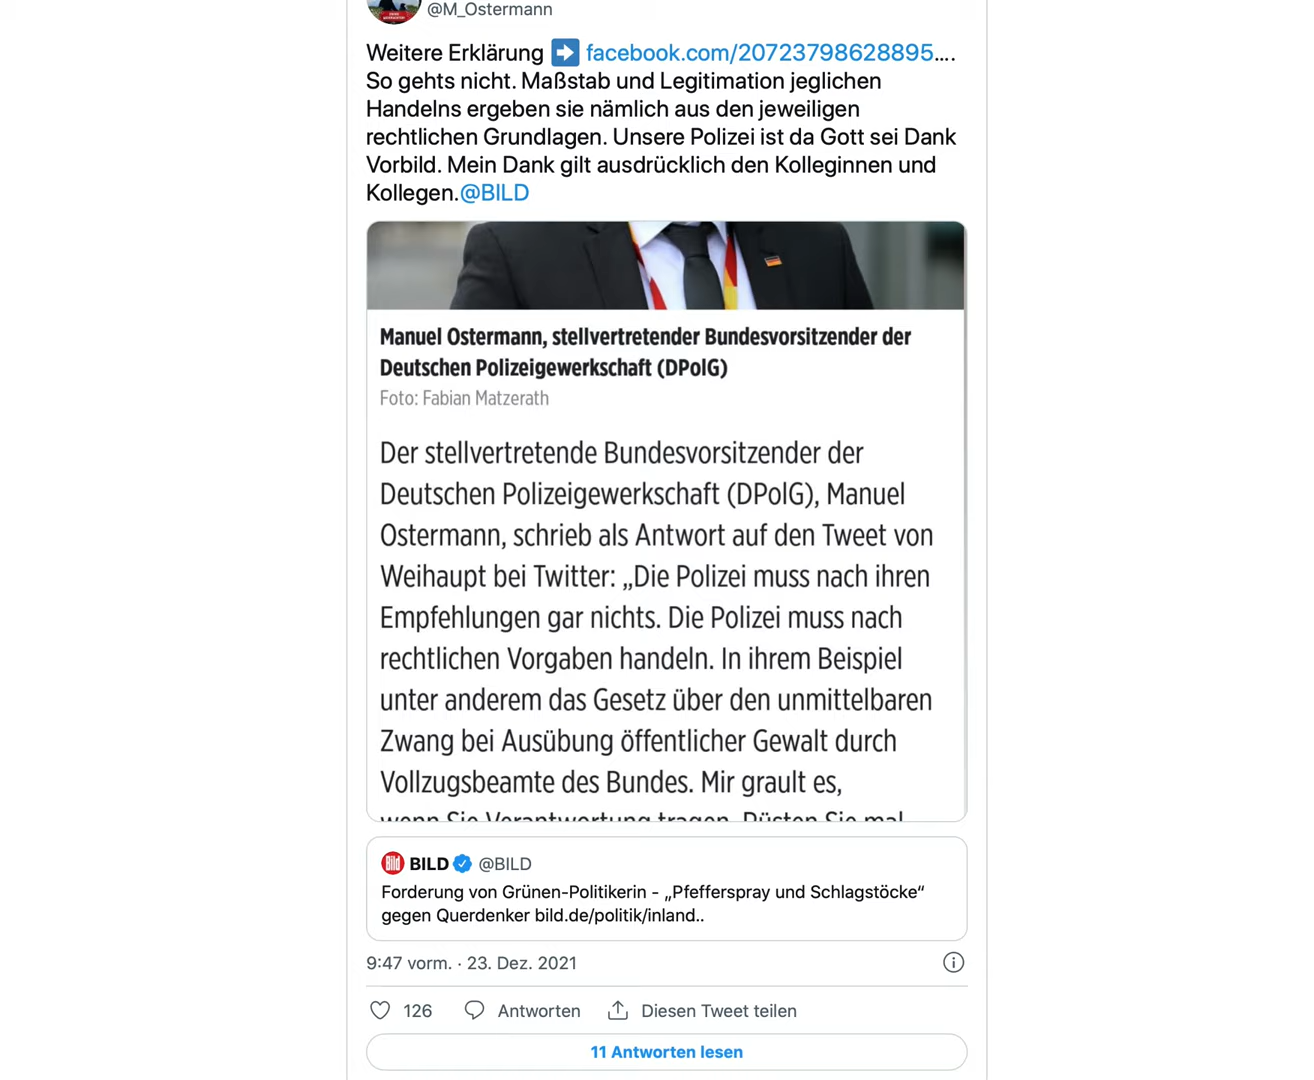 @M_Ostermann
Weitere Erklärung ➡ facebook.com/20723798628895….
So gehts nicht. Maßstab und Legitimation jeglichen
Handelns ergeben sie nämlich aus den jeweiligen
rechtlichen Grundlagen. Unsere Polizei ist da Gott sei Dank
Vorbild. Mein Dank gilt ausdrücklich den Kolleginnen und
Kollegen.@BILD
Manuel Ostermann, stellvertretender Bundesvorsitzender der
Deutschen Polizeigewerkschaft (DPolG)
Foto: Fabian Matzerath
Der stellvertretende Bundesvorsitzender der
Deutschen Polizeigewerkschaft (DPolG), Manuel
Ostermann, schrieb als Antwort auf den Tweet von
Weihaupt bei Twitter: „Die Polizei muss nach ihren
Empfehlungen gar nichts. Die Polizei muss nach
rechtlichen Vorgaben handeln. In ihrem Beispiel
unter anderem das Gesetz über den unmittelbaren
Zwang bei Ausübung öffentlicher Gewalt durch
Vollzugsbeamte des Bundes. Mir grault es,
wenn Sie Verantwortung tragen. Rüsten Sie mal
Bild BILD @BILD
Forderung von Grünen-Politikerin - „Pfefferspray und Schlagstöcke“
gegen Querdenker bild.de/politik/inland..
9:47 vorm. · 23. Dez. 2021
126 Antworten Diesen Tweet teilen
11 Antworten lesen